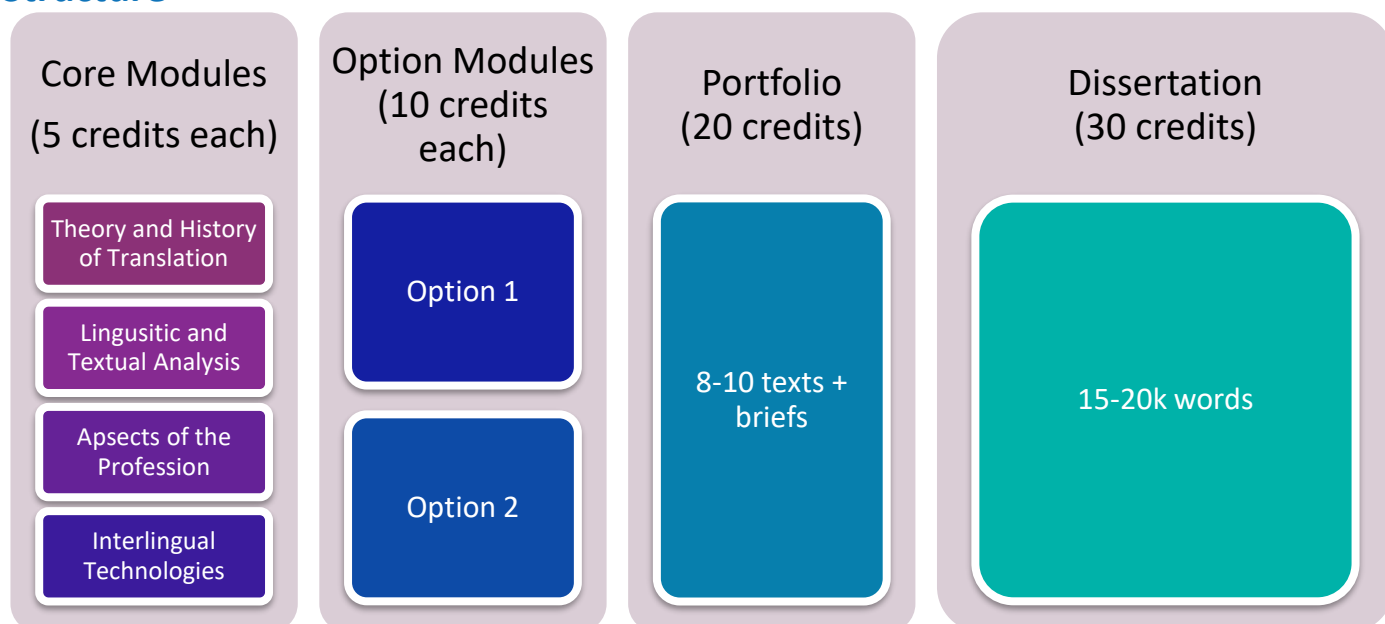 Core Modules
(5 credits each)
Theory and History
of Translation
Lingusitic and
Textual Analysis
Apsects of the
Profession
Interlingual
Technologies
Option Modules
(10 credits
each)
Option 1
Option 2
Portfolio
(20 credits)
8-10 texts +
briefs
Dissertation
(30 credits)
15-20k words